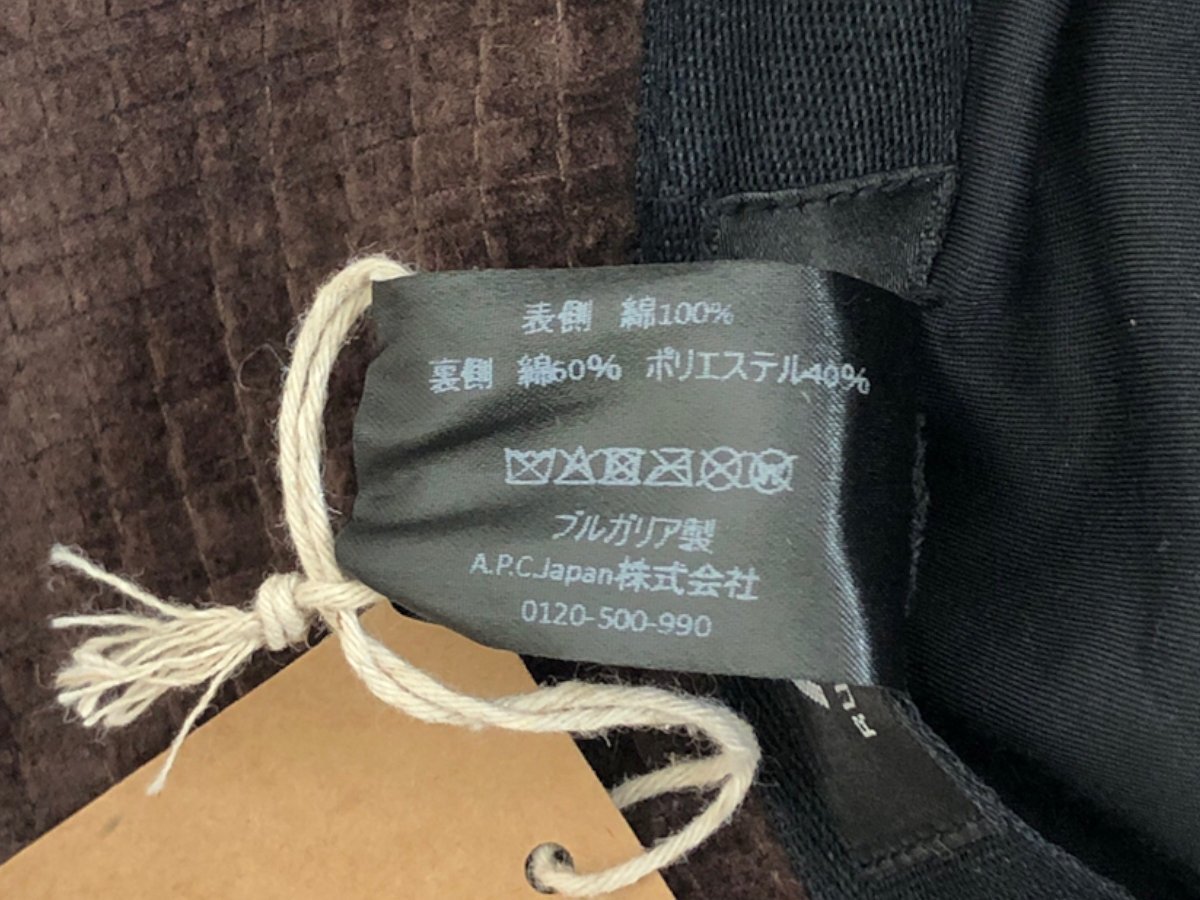 表側 綿100%
裏側 綿60% ポリエステル40%
ブルガリア製
A.P.C.Japan株式会社
0120-500-990